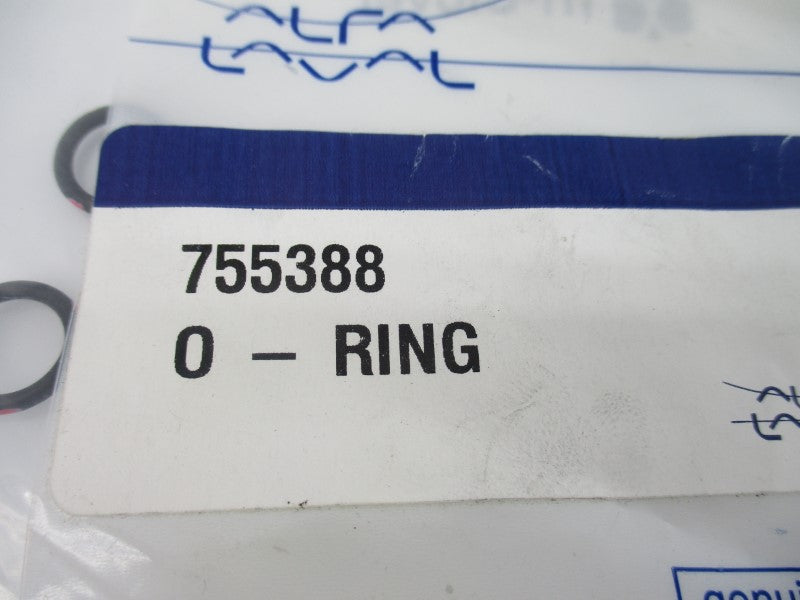 ALFA
LAVAL
755388
O - RING